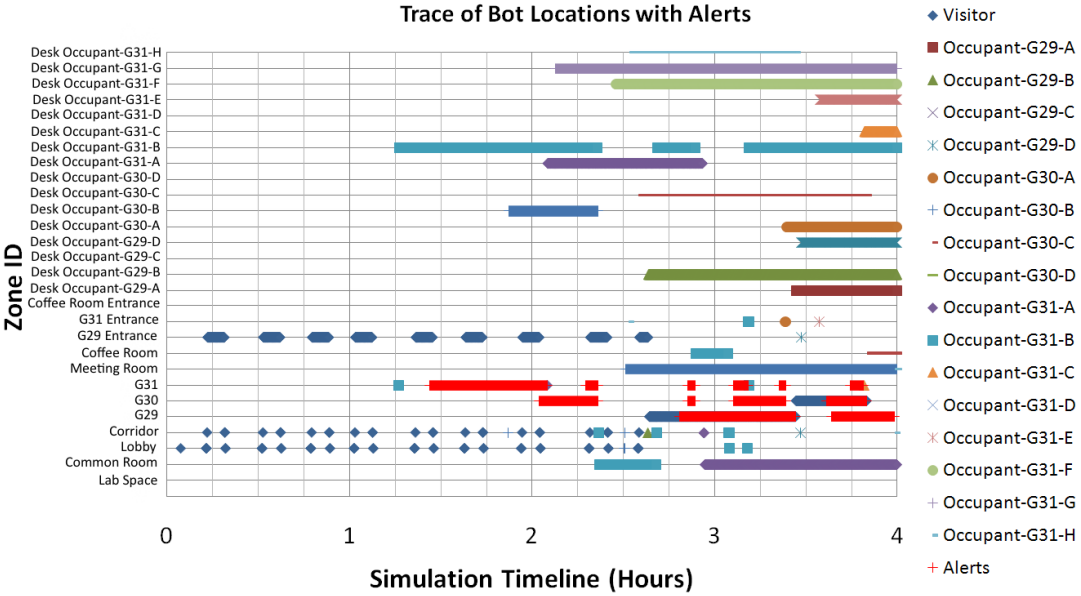 Trace of Bot Locations with Alerts
Zone ID
Desk Occupant-G31-H
Desk Occupant-G31-G
Desk Occupant-G31-F
Desk Occupant-G31-E
Desk Occupant-G31-D
Desk Occupant-G31-C
Desk Occupant-G31-B
Desk Occupant-G31-A
Desk Occupant-G30-D
Desk Occupant-G30-C
Desk Occupant-G30-B
Desk Occupant-G30-A
Desk Occupant-G29-D
Desk Occupant-G29-C
Desk Occupant-G29-B
Desk Occupant-G29-A
Coffee Room Entrance
G31 Entrance
G29 Entrance
Coffee Room
Meeting Room
G31
G30
G29
Corridor
Lobby
Common Room
Lab Space
0 1 2 3 4
Simulation Timeline (Hours)
Visitor
Occupant-G29-A
Occupant-G29-B
Occupant-G29-C
Occupant-G29-D
Occupant-G30-A
Occupant-G30-B
Occupant-G30-C
Occupant-G30-D
Occupant-G31-A
Occupant-G31-B
Occupant-G31-C
Occupant-G31-D
Occupant-G31-E
Occupant-G31-F
Occupant-G31-G
Occupant-G31-H
Alerts